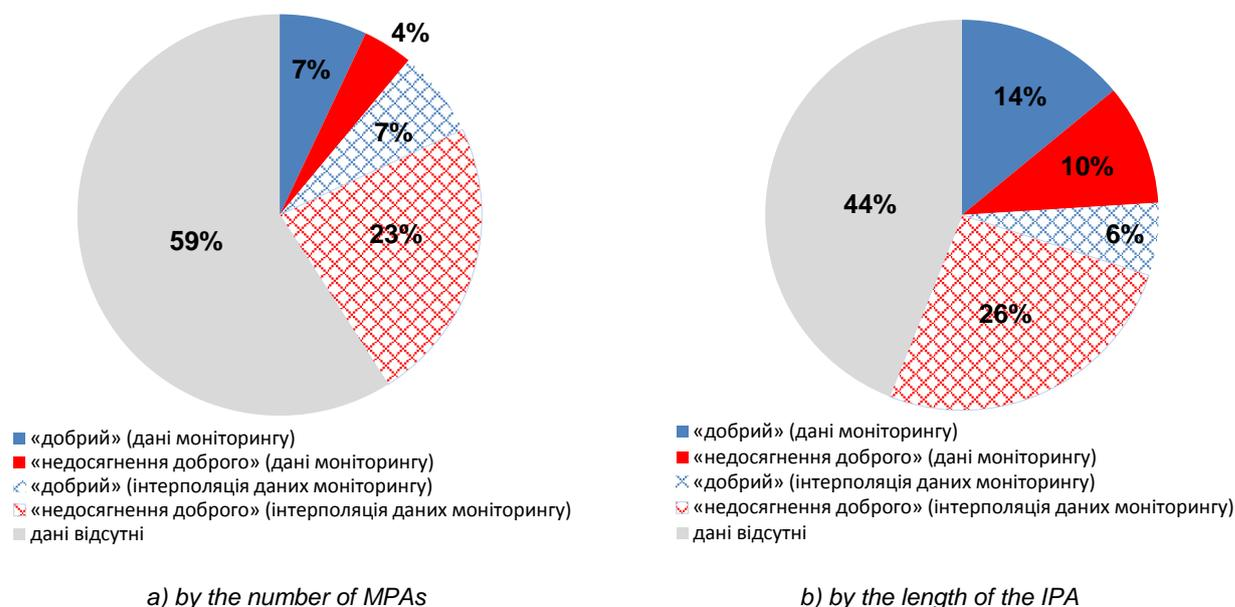 7%
4%
7%
23%
59%
«добрий» (дані моніторингу)
«недосягнення доброго» (дані моніторингу)
«добрий» (інтерполяція даних моніторингу)
«недосягнення доброго» (інтерполяція даних моніторингу)
дані відсутні
a) by the number of MPAs
14%
10%
6%
26%
44%
«добрий» (дані моніторингу)
«недосягнення доброго» (дані моніторингу)
«добрий» (інтерполяція даних моніторингу)
«недосягнення доброго» (інтерполяція даних моніторингу)
дані відсутні
b) by the length of the IPA